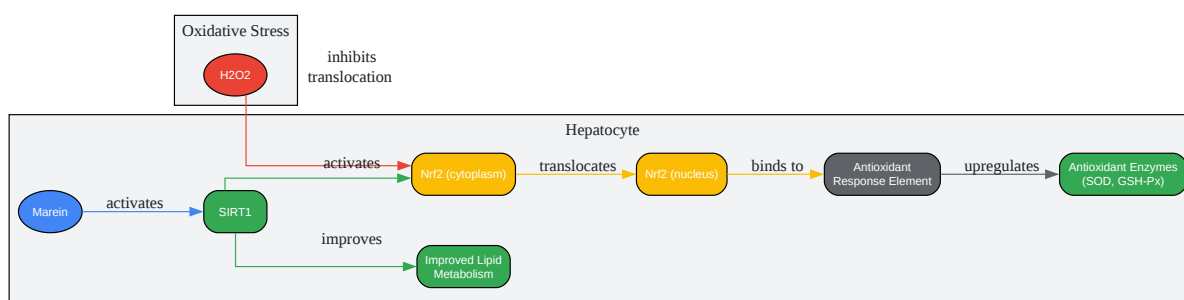 Oxidative Stress
H2O2
inhibits
translocation
Hepatocyte
activates
Nrf2 (cytoplasm)
translocates
Nrf2 (nucleus)
binds to
Antioxidant
Response Element
upregulates
Antioxidant Enzymes
(SOD, GSH-Px)
Marein
activates
SIRT1
improves
Improved Lipid
Metabolism